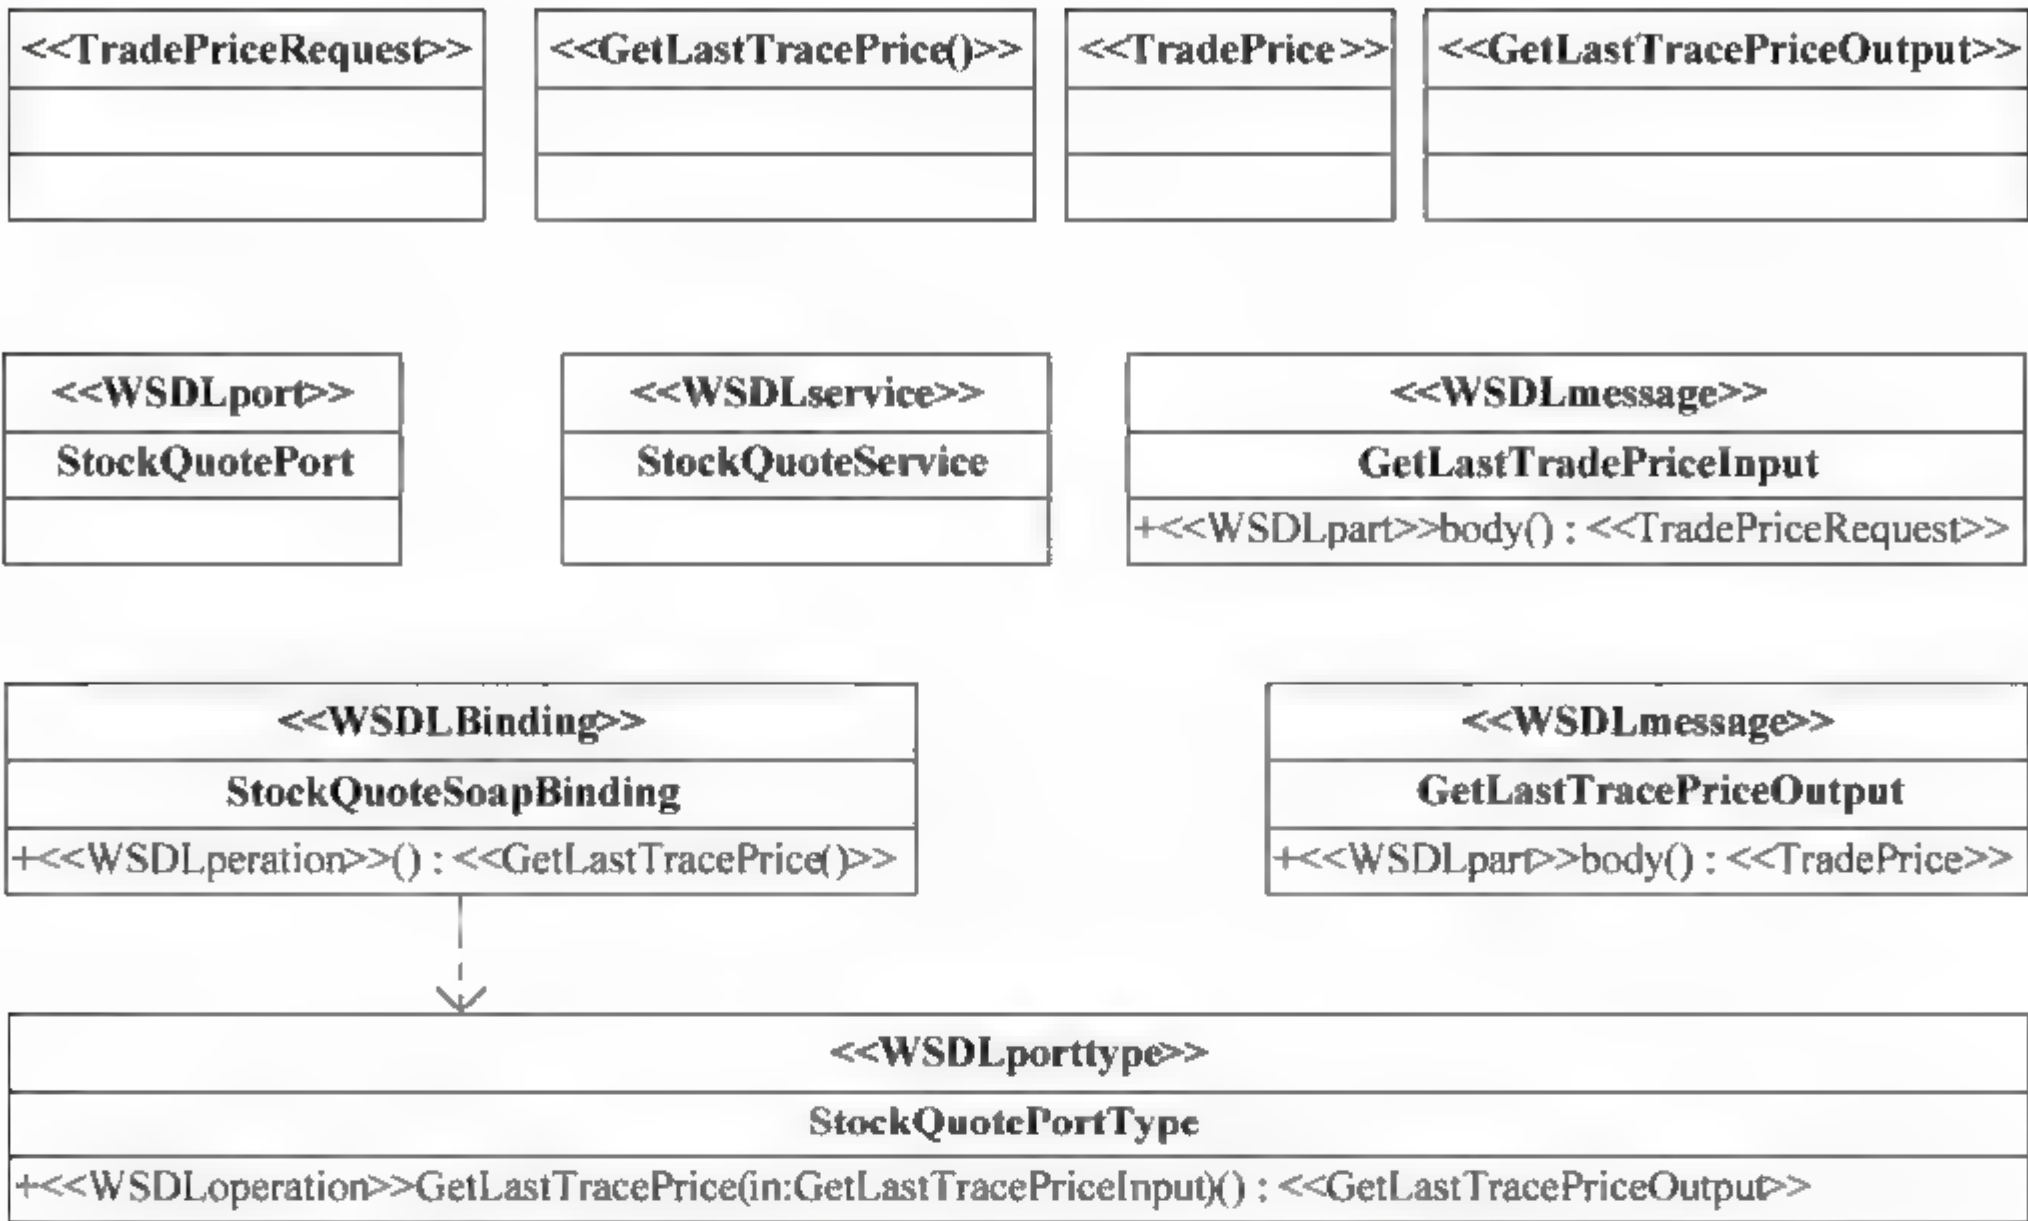 <<TradePriceRequest>>
<<GetLastTracePrice()>>
<<TradePrice>>
<<GetLastTracePriceOutput>>
<<WSDLport>>
StockQuotePort
<<WSDLservice>>
StockQuoteService
<<WSDLmessage>>
GetLastTradePriceInput
+<<WSDLpart>>body() : <<TradePriceRequest>>
<<WSDLBinding>>
StockQuoteSoapBinding
+<<WSDLperation>>() : <<GetLastTracePrice()>>
<<WSDLmessage>>
GetLastTracePriceOutput
+<<WSDLpart>>body() : <<TradePrice>>
<<WSDLporttype>>
StockQuotePortType
+<<WSDLoperation>>GetLastTracePrice(in:GetLastTracePriceInput)() : <<GetLastTracePriceOutput>>